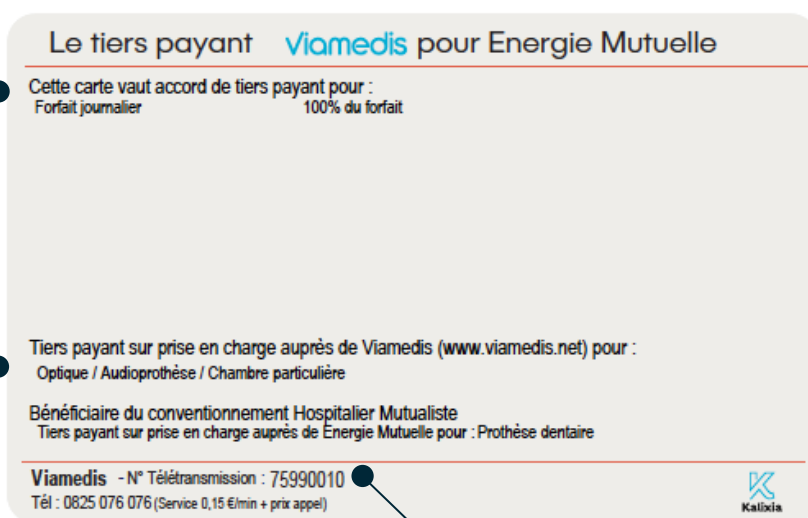 Le tiers payant Viamedis pour Energie Mutuelle
Cette carte vaut accord de tiers payant pour :
Forfait journalier 100% du forfait
Tiers payant sur prise en charge auprès de Viamedis (www.viamedis.net) pour :
Optique / Audioprothèse / Chambre particulière
Bénéficiaire du conventionnement Hospitalier Mutualiste
Tiers payant sur prise en charge auprès de Énergie Mutuelle pour : Prothèse dentaire
Viamedis - N° Télétransmission : 75990010
Tél : 0825 076 076 (Service 0,15 €/min + prix appel)
Kalixia